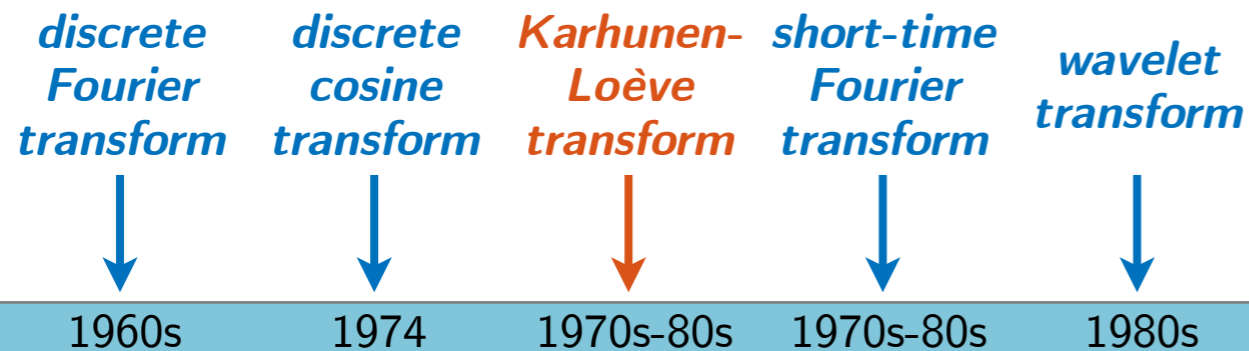 discrete
Fourier
transform
discrete
cosine
transform
Karhunen-
Loève
transform
short-time
Fourier
transform
wavelet
transform
1960s
1974
1970s-80s
1970s-80s
1980s